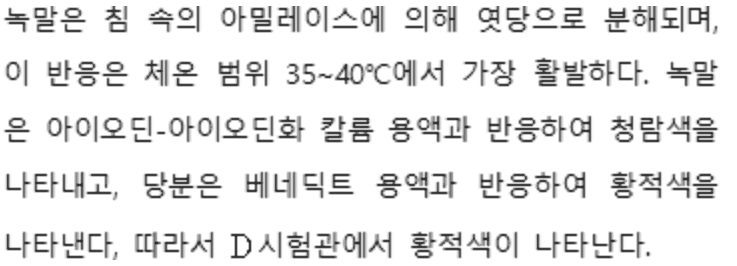 녹말은 침 속의 아밀레이스에 의해 엿당으로 분해되며,
이 반응은 체온 범위 35~40℃에서 가장 활발하다. 녹말
은 아이오딘-아이오딘화 칼륨 용액과 반응하여 청람색을
나타내고, 당분은 베네딕트 용액과 반응하여 황적색을
나타낸다, 따라서 D시험관에서 황적색이 나타난다.